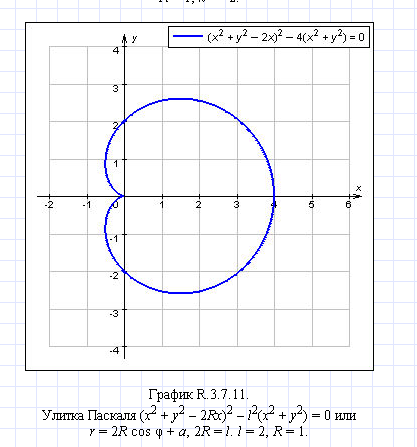 (x² + y² − 2x)² − 4(x² + y²) = 0
y
4
3
2
1
x
-2 -1 0 1 2 3 4 5 6
-1
-2
-3
-4
График R.3.7.11.
Улитка Паскаля (x² + y² − 2Rx)² − l²(x² + y²) = 0 или
r = 2R cos φ + a, 2R = l. l = 2, R = 1.